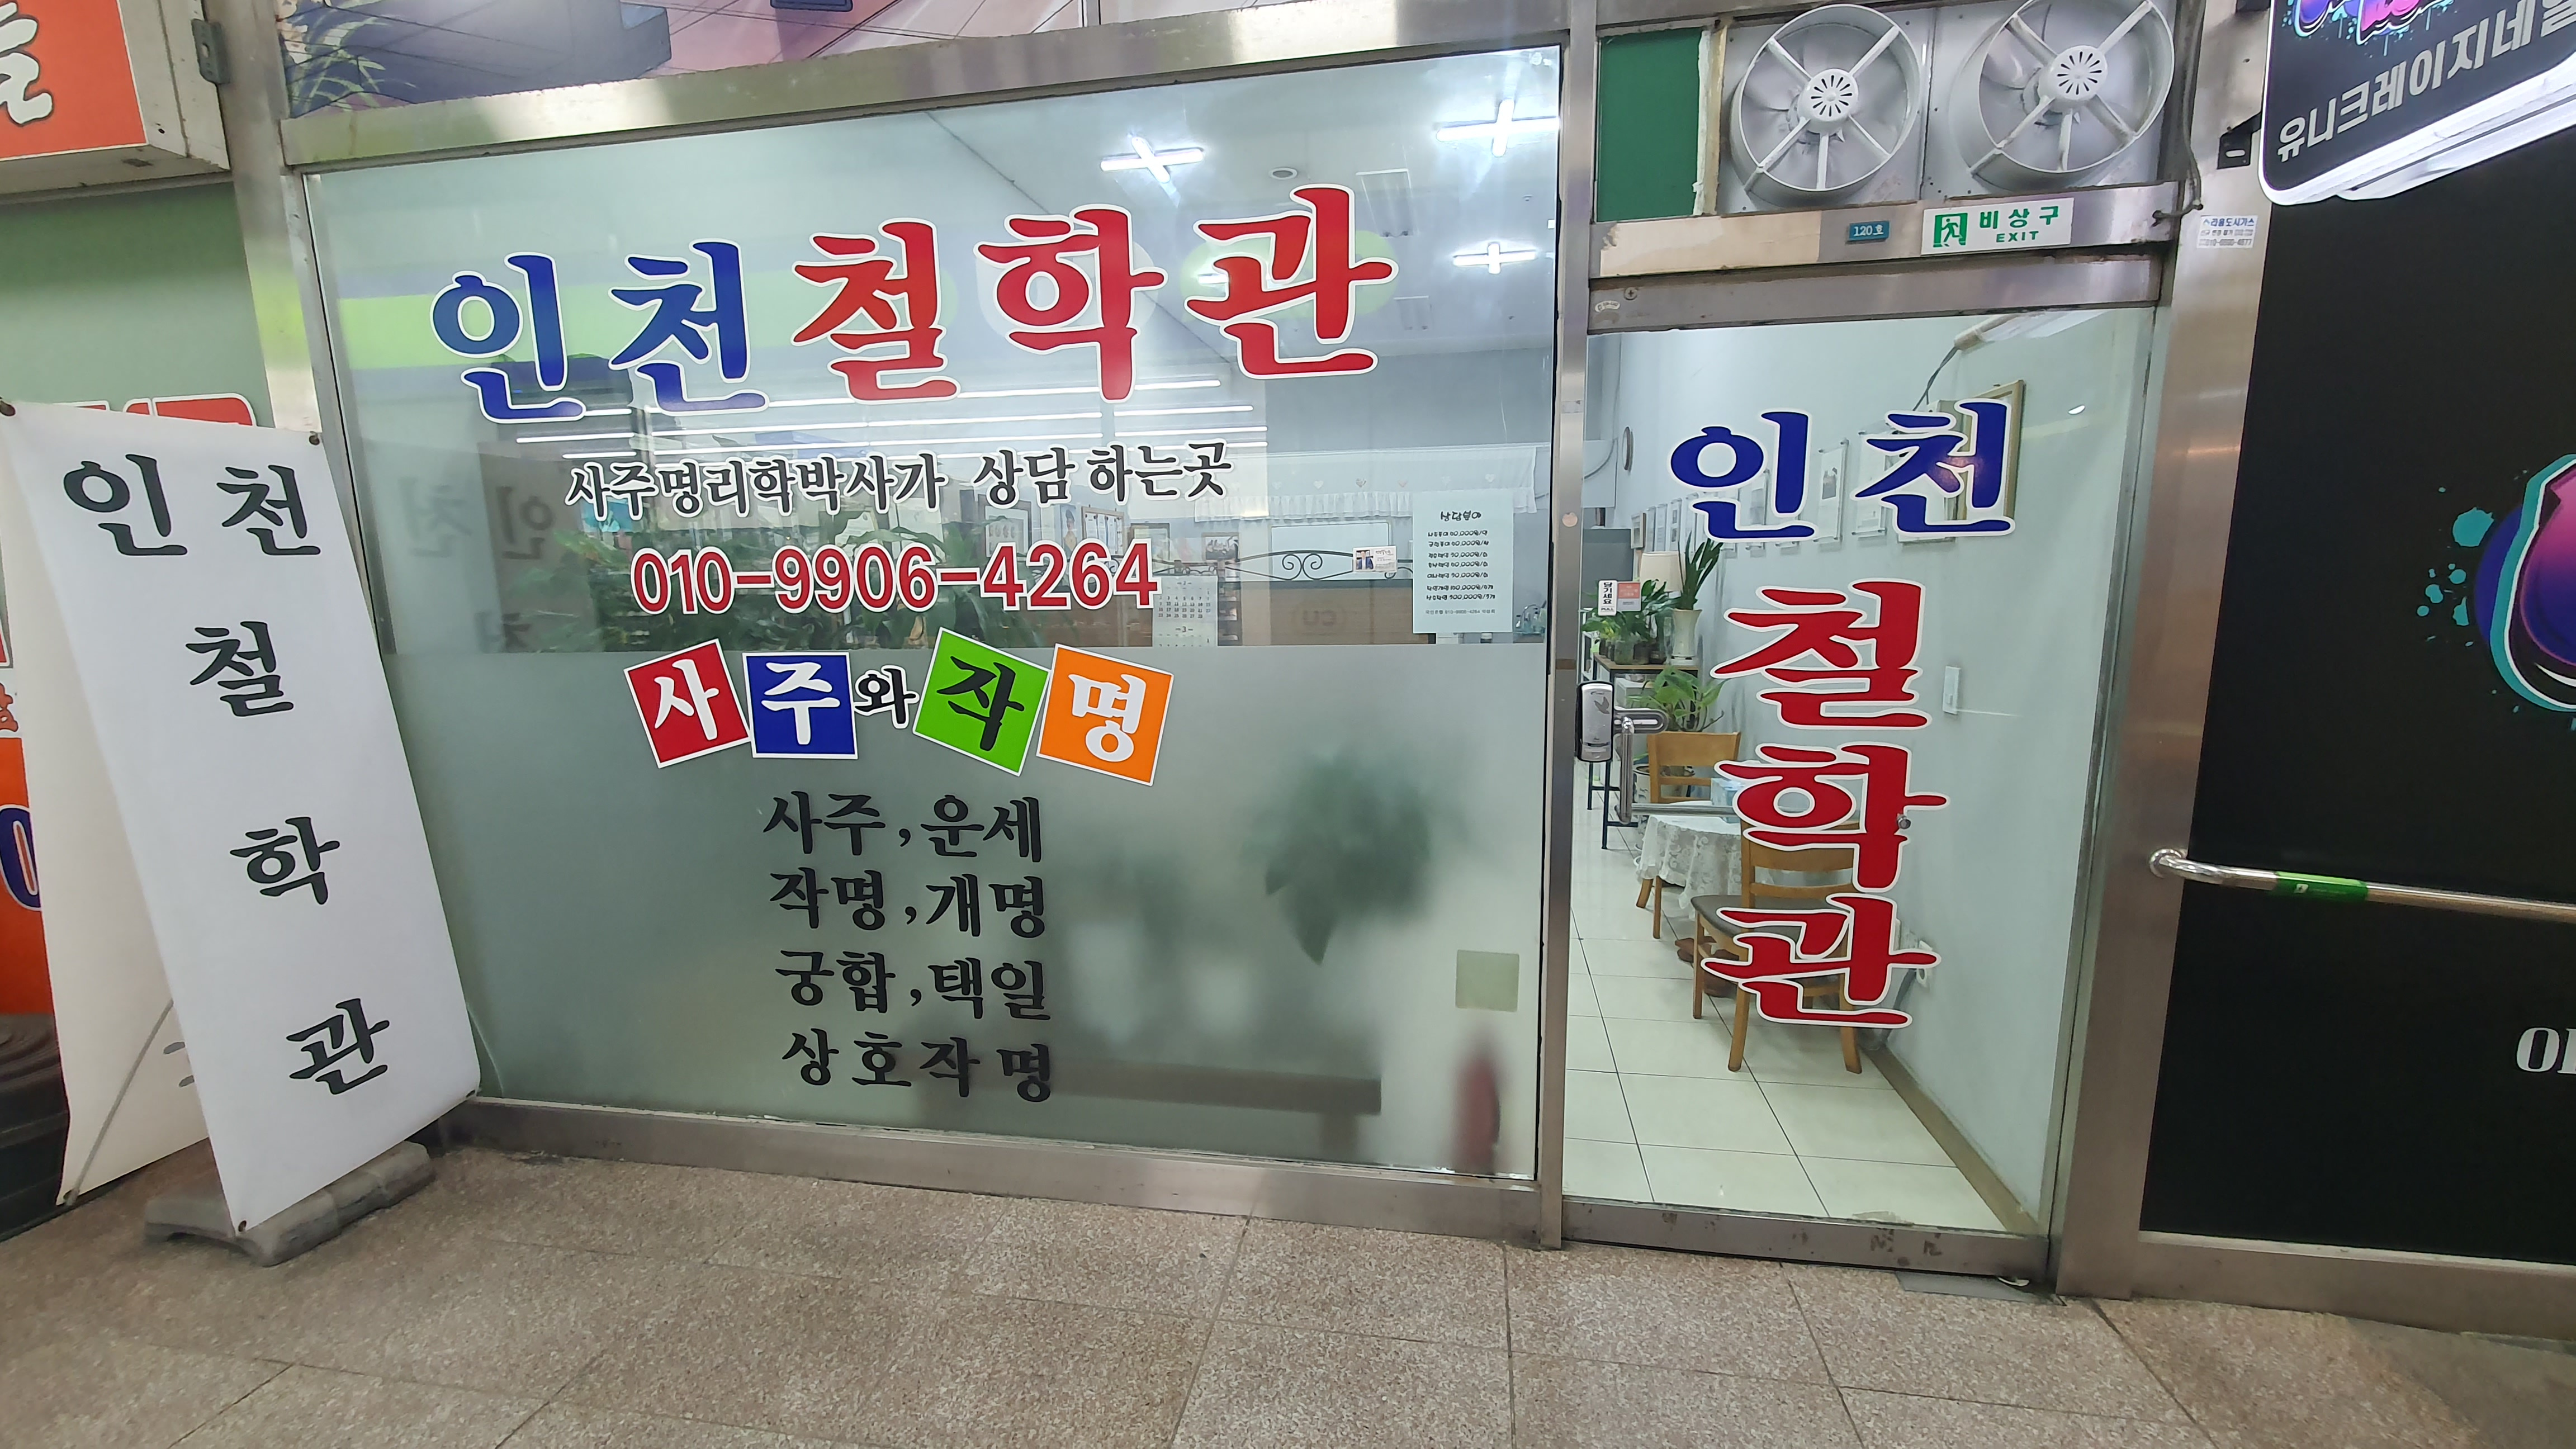 인천철학관
사주명리학박사가 상담하는곳
010-9906-4264
사주와작명
사주, 운세
작명, 개명
궁합, 택일
상호작명
인천
철
학
관
인천
철
학
관
120호
비상구
EXIT
유니크레이지네일